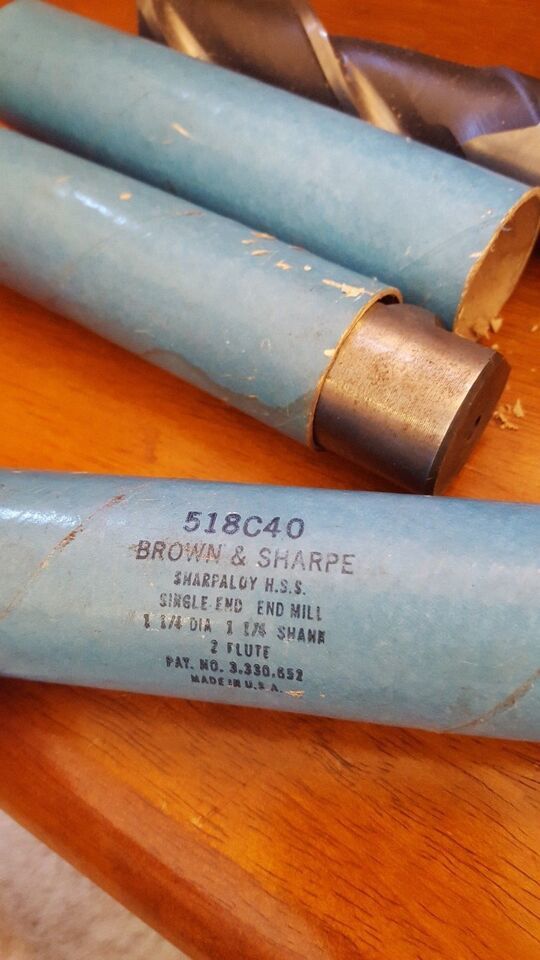 518C40
BROWN & SHARPE
SHARPALOY H.S.S.
SINGLE END END MILL
1 1/4 DIA 1 1/4 SHANK
2 FLUTE
PAT. NO. 3.330.652
MADE IN U.S.A.